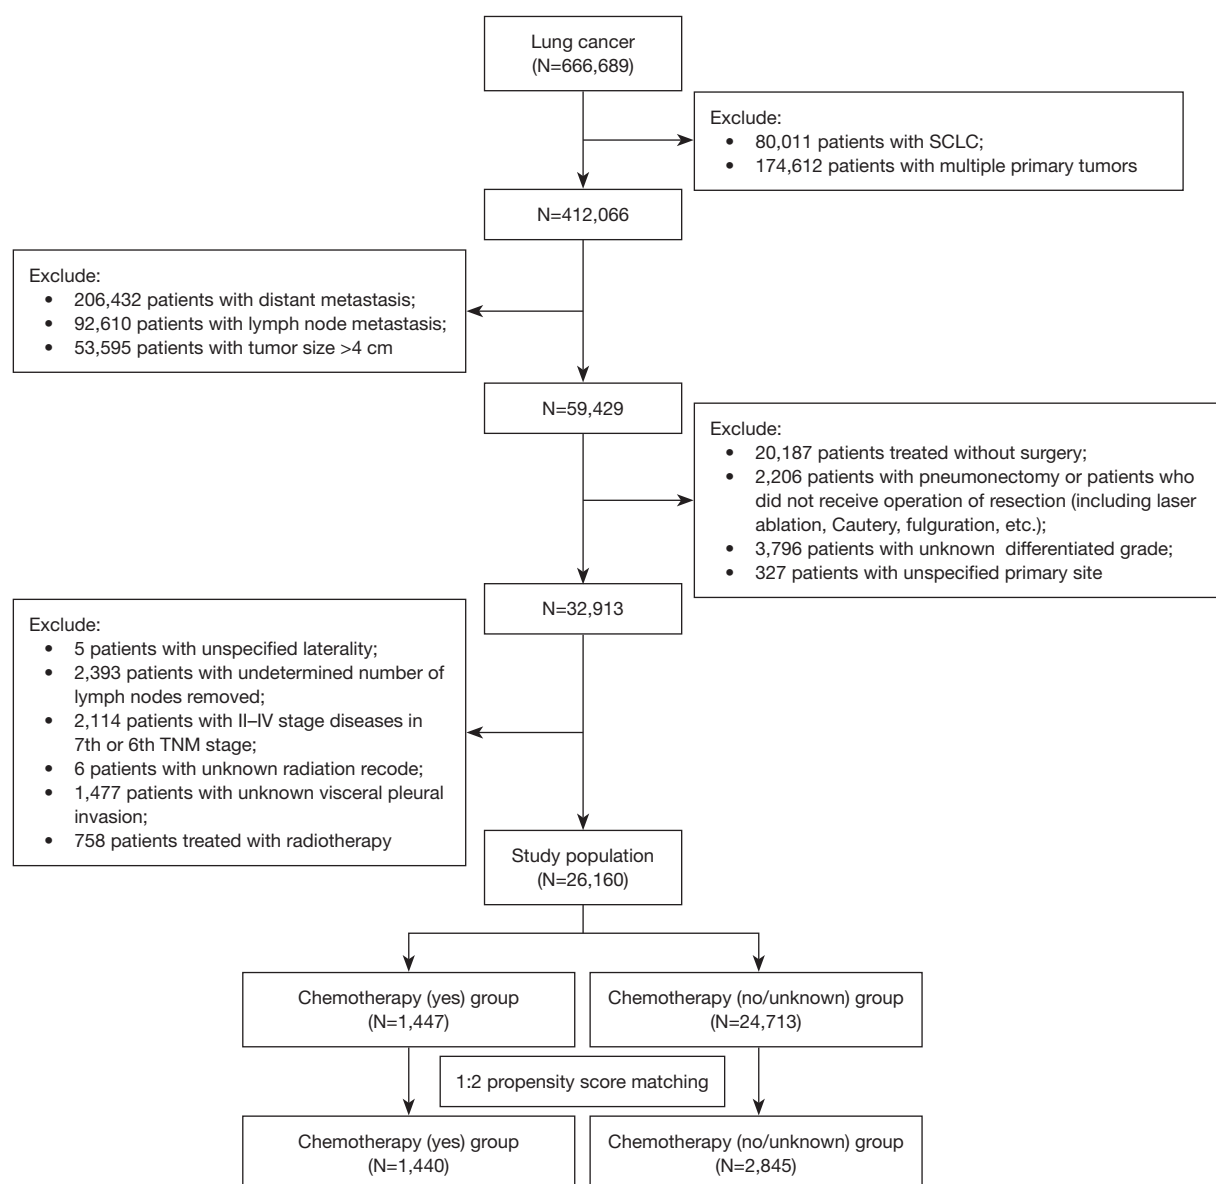 Lung cancer
(N=666,689)
Exclude:
• 80,011 patients with SCLC;
• 174,612 patients with multiple primary tumors
N=412,066
Exclude:
• 206,432 patients with distant metastasis;
• 92,610 patients with lymph node metastasis;
• 53,595 patients with tumor size >4 cm
N=59,429
Exclude:
• 20,187 patients treated without surgery;
• 2,206 patients with pneumonectomy or patients who
did not receive operation of resection (including laser
ablation, Cautery, fulguration, etc.);
• 3,796 patients with unknown differentiated grade;
• 327 patients with unspecified primary site
N=32,913
Exclude:
• 5 patients with unspecified laterality;
• 2,393 patients with undetermined number of
lymph nodes removed;
• 2,114 patients with II–IV stage diseases in
7th or 6th TNM stage;
• 6 patients with unknown radiation recode;
• 1,477 patients with unknown visceral pleural
invasion;
• 758 patients treated with radiotherapy
Study population
(N=26,160)
Chemotherapy (yes) group
(N=1,447)
Chemotherapy (no/unknown) group
(N=24,713)
1:2 propensity score matching
Chemotherapy (yes) group
(N=1,440)
Chemotherapy (no/unknown) group
(N=2,845)